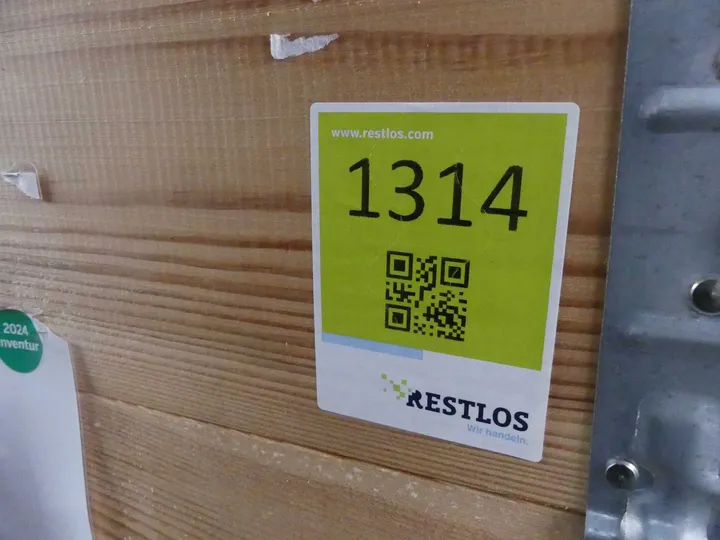 www.restlos.com
1314
RESTLOS
Wir handeln.
2024
nventur